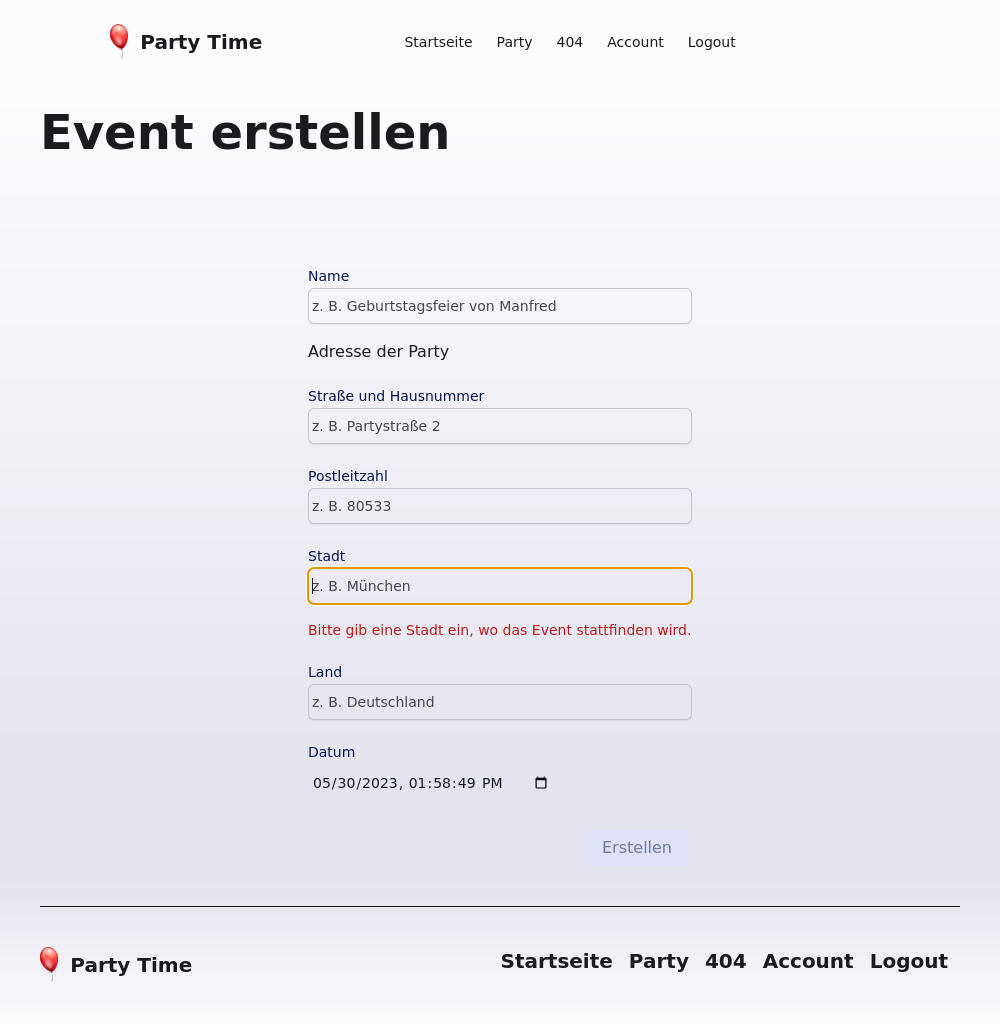 Party Time
Startseite Party 404 Account Logout
Event erstellen
Name
z. B. Geburtstagsfeier von Manfred
Adresse der Party
Straße und Hausnummer
z. B. Partystraße 2
Postleitzahl
z. B. 80533
Stadt
z. B. München
Bitte gib eine Stadt ein, wo das Event stattfinden wird.
Land
z. B. Deutschland
Datum
05/30/2023, 01:58:49 PM
Erstellen
Party Time
Startseite Party 404 Account Logout